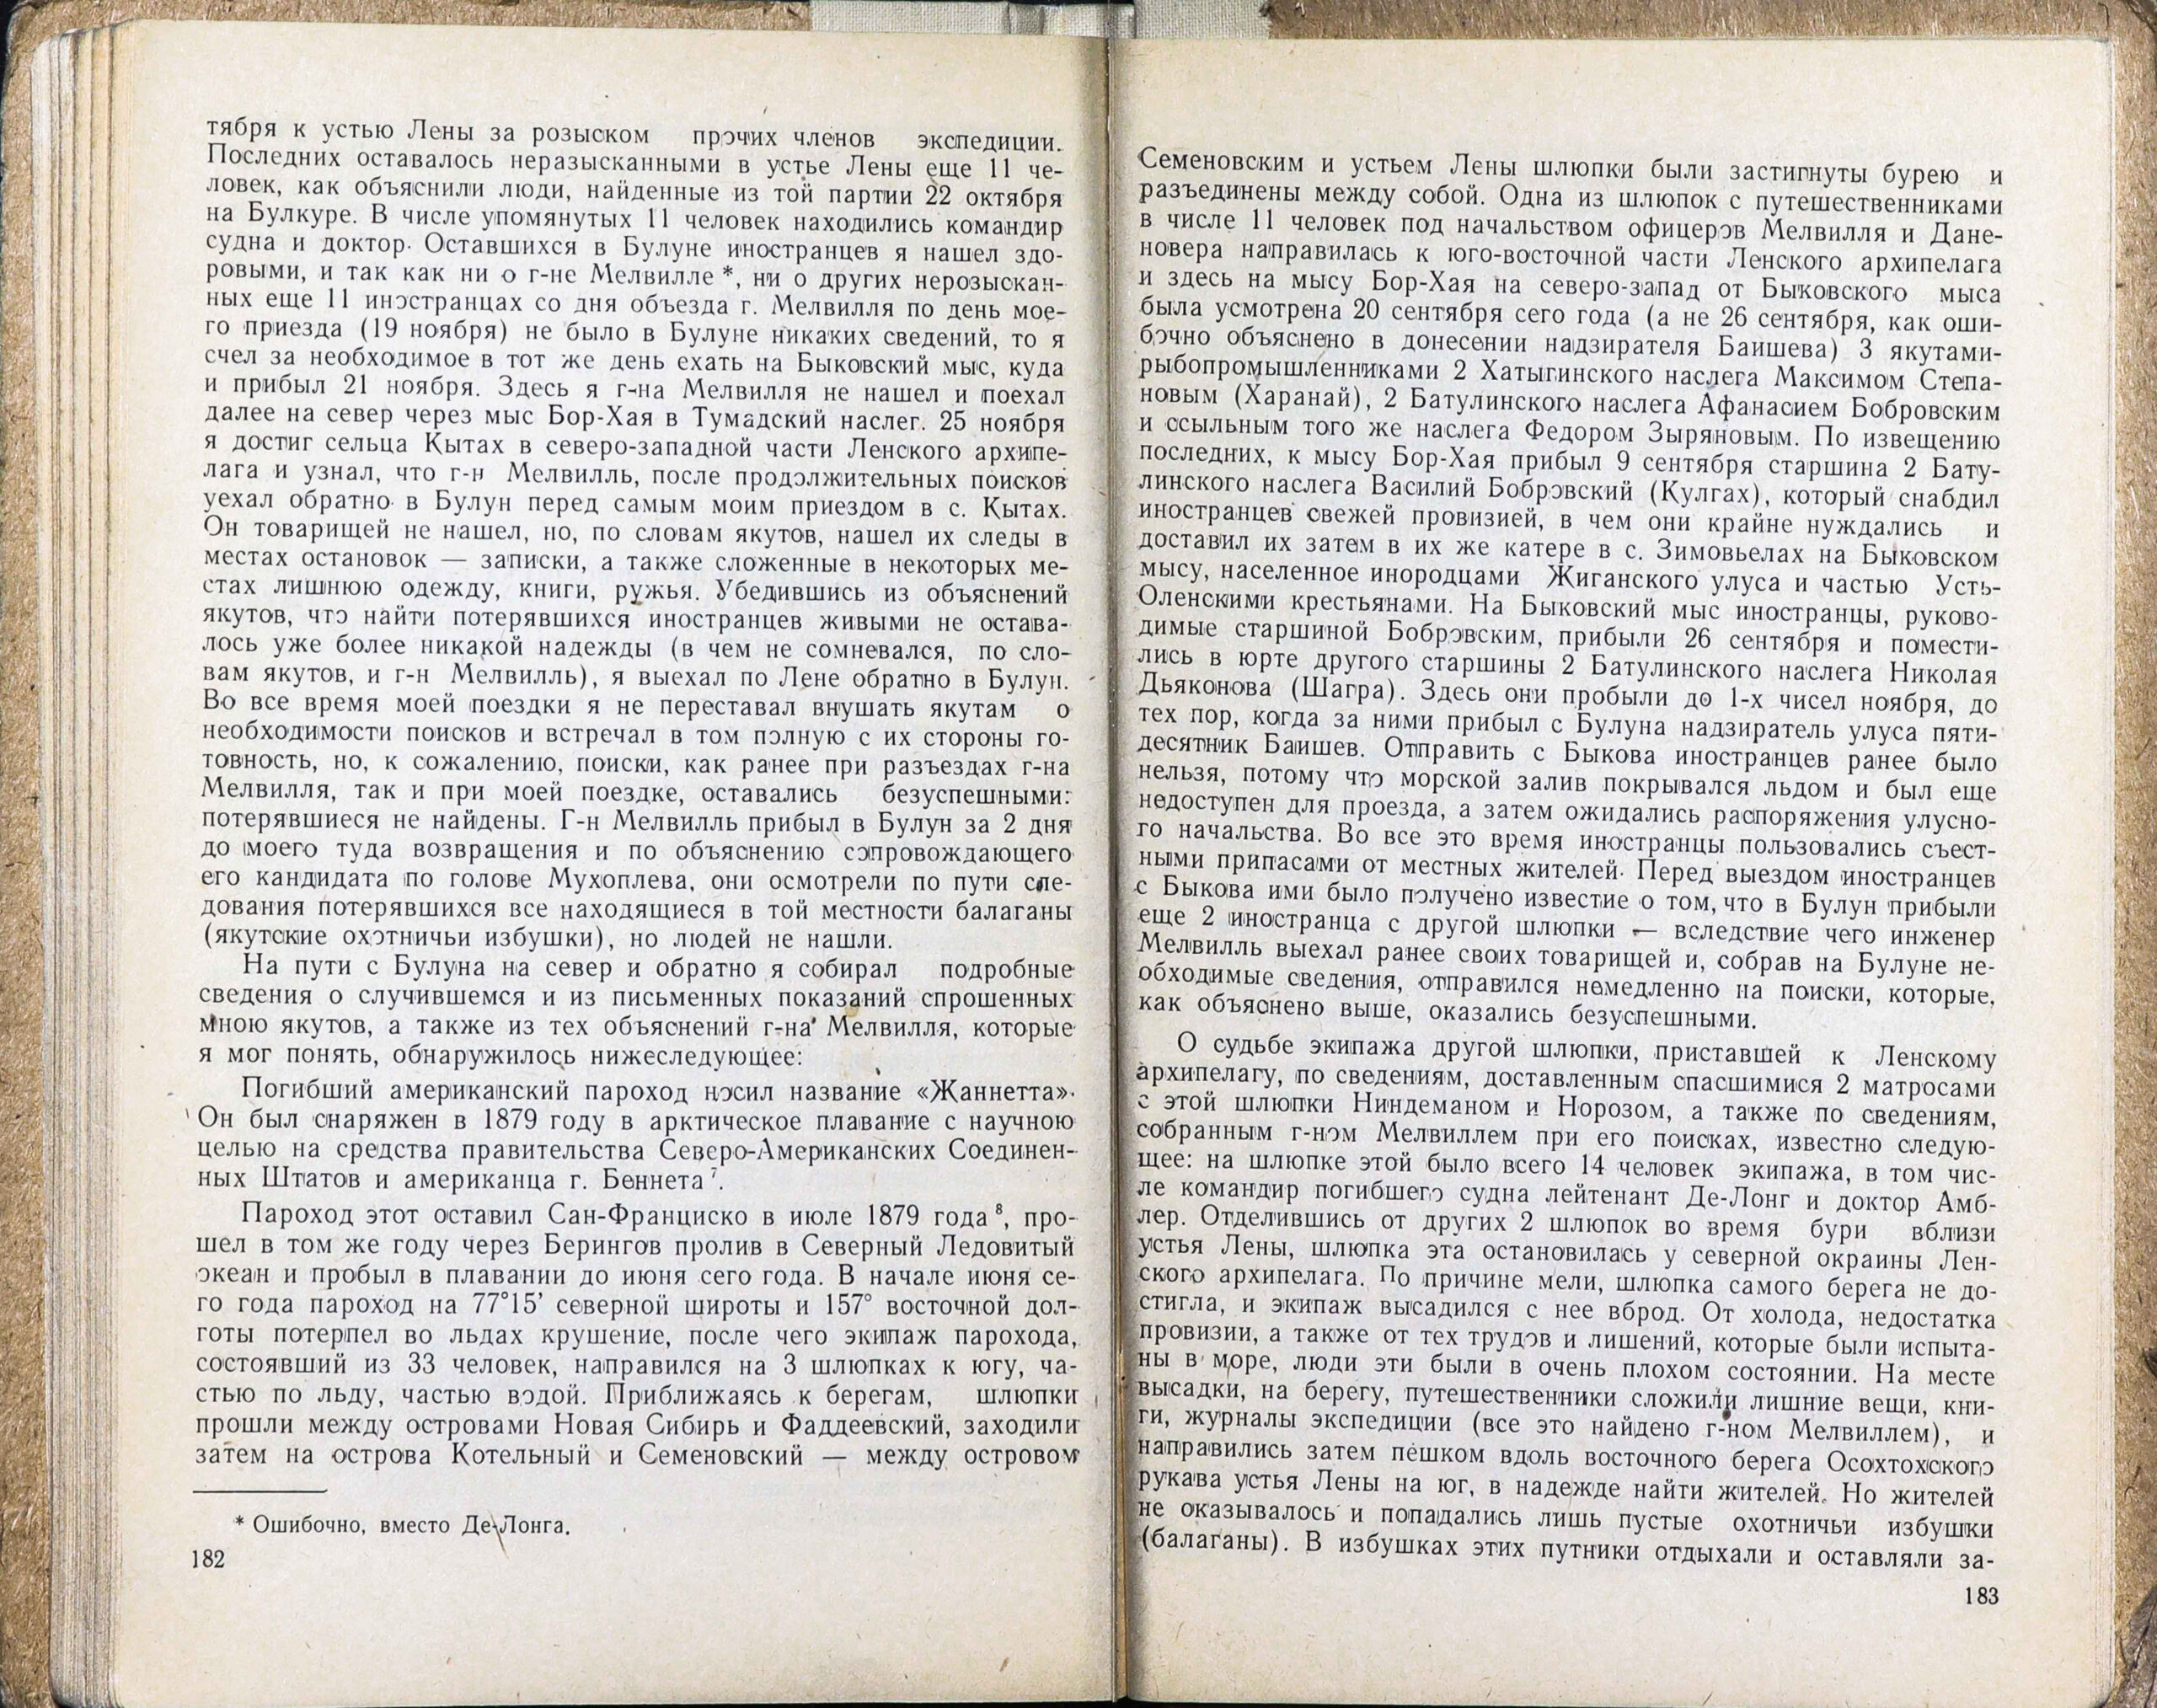 тября к устью Лены за розыском прочих членов экспедиции.
Последних оставалось неразысканными в устье Лены еще 11 че-
ловек, как объяснили люди, найденные из той партии 22 октября
на Булкуре. В числе упомянутых 11 человек находились командир
судна и доктор. Оставшихся в Булуне иностранцев я нашел здо-
ровыми, и так как ни о г-не Мелвилле *, ни о других нерозыскан-
ных еще 11 иностранцах со дня объезда г. Мелвилля по день мое-
го приезда (19 ноября) не было в Булуне никаких сведений, то я
счел за необходимое в тот же день ехать на Быковский мыс, куда
и прибыл 21 ноября. Здесь я г-на Мелвилля не нашел и поехал
далее на север через мыс Бор-Хая в Тумадский наслег. 25 ноября
я достиг сельца Кытах в северо-западной части Ленского архипе-
лага и узнал, что г-н Мелвилль, после продолжительных поисков
уехал обратно в Булун перед самым моим приездом в с. Кытах.
Он товарищей не нашел, но, по словам якутов, нашел их следы в
местах остановок — записки, а также сложенные в некоторых ме-
стах лишнюю одежду, книги, ружья. Убедившись из объяснений
якутов, что найти потерявшихся иностранцев живыми не остава-
лось уже более никакой надежды (в чем не сомневался, по сло-
вам якутов, и г-н Мелвилль), я выехал по Лене обратно в Булун.
Во все время моей поездки я не переставал внушать якутам о
необходимости поисков и встречал в том полную с их стороны го-
товность, но, к сожалению, поиски, как ранее при разъездах г-на
Мелвилля, так и при моей поездке, оставались безуспешными:
потерявшиеся не найдены. Г-н Мелвилль прибыл в Булун за 2 дня
до моего туда возвращения и по объяснению сопровождающего
его кандидата по голове Мухоплева, они осмотрели по пути сле-
дования потерявшихся все находящиеся в той местности балаганы
(якутские охотничьи избушки), но людей не нашли.
На пути с Булуна на север и обратно я собирал подробные
сведения о случившемся и из письменных показаний спрошенных
мною якутов, а также из тех объяснений г-на Мелвилля, которые
я мог понять, обнаружилось нижеследующее:
Погибший американский пароход носил название «Жаннетта».
Он был снаряжен в 1879 году в арктическое плавание с научною
целью на средства правительства Северо-Американских Соединен-
ных Штатов и американца г. Беннета ⁷.
Пароход этот оставил Сан-Франциско в июле 1879 года ⁸, про-
шел в том же году через Берингов пролив в Северный Ледовитый
океан и пробыл в плавании до июня сего года. В начале июня се-
го года пароход на 77°15’ северной широты и 157° восточной дол-
готы потерпел во льдах крушение, после чего экипаж парохода,
состоявший из 33 человек, направился на 3 шлюпках к югу, ча-
стью по льду, частью водой. Приближаясь к берегам, шлюпки
прошли между островами Новая Сибирь и Фаддеевский, заходили
затем на острова Котельный и Семеновский — между островом
* Ошибочно, вместо Де-Лонга.
182
Семеновским и устьем Лены шлюпки были застигнуты бурею и
разъединены между собой. Одна из шлюпок с путешественниками
в числе 11 человек под начальством офицеров Мелвилля и Дане-
новера направилась к юго-восточной части Ленского архипелага
и здесь на мысу Бор-Хая на северо-запад от Быковского мыса
была усмотрена 20 сентября сего года (а не 26 сентября, как оши-
бочно объяснено в донесении надзирателя Баишева) 3 якутами-
рыбопромышленниками 2 Хатыгинского наслега Максимом Степа-
новым (Харанай), 2 Батулинского наслега Афанасием Бобровским
и ссыльным того же наслега Федором Зыряновым. По извещению
последних, к мысу Бор-Хая прибыл 9 сентября старшина 2 Бату-
линского наслега Василий Бобровский (Кулгах), который снабдил
иностранцев свежей провизией, в чем они крайне нуждались и
доставил их затем в их же катере в с. Зимовьелах на Быковском
мысу, населенное инородцами Жиганского улуса и частью Усть-
Оленскими крестьянами. На Быковский мыс иностранцы, руково-
димые старшиной Бобровским, прибыли 26 сентября и помести-
лись в юрте другого старшины 2 Батулинского наслега Николая
Дьяконова (Шагра). Здесь они пробыли до 1-х чисел ноября, до
тех пор, когда за ними прибыл с Булуна надзиратель улуса пяти-
десятник Баишев. Отправить с Быкова иностранцев ранее было
нельзя, потому что морской залив покрывался льдом и был еще
недоступен для проезда, а затем ожидались распоряжения улусно-
го начальства. Во все это время иностранцы пользовались съест-
ными припасами от местных жителей. Перед выездом иностранцев
с Быкова ими было получено известие о том, что в Булун прибыли
еще 2 иностранца с другой шлюпки — вследствие чего инженер
Мелвилль выехал ранее своих товарищей и, собрав на Булуне не-
обходимые сведения, отправился немедленно на поиски, которые,
как объяснено выше, оказались безуспешными.
О судьбе экипажа другой шлюпки, приставшей к Ленскому
архипелагу, по сведениям, доставленным спасшимися 2 матросами
с этой шлюпки Ниндеманом и Норозом, а также по сведениям,
собранным г-ном Мелвиллем при его поисках, известно следую-
щее: на шлюпке этой было всего 14 человек экипажа, в том чис-
ле командир погибшего судна лейтенант Де-Лонг и доктор Амб-
лер. Отделившись от других 2 шлюпок во время бури вблизи
устья Лены, шлюпка эта остановилась у северной окраины Лен-
ского архипелага. По причине мели, шлюпка самого берега не до-
стигла, и экипаж высадился с нее вброд. От холода, недостатка
провизии, а также от тех трудов и лишений, которые были испыта-
ны в море, люди эти были в очень плохом состоянии. На месте
высадки, на берегу, путешественники сложили лишние вещи, кни-
ги, журналы экспедиции (все это найдено г-ном Мелвиллем), и
направились затем пешком вдоль восточного берега Осохтохского
рукава устья Лены на юг, в надежде найти жителей. Но жителей
не оказывалось и попадались лишь пустые охотничьи избушки
(балаганы). В избушках этих путники отдыхали и оставляли за-
183